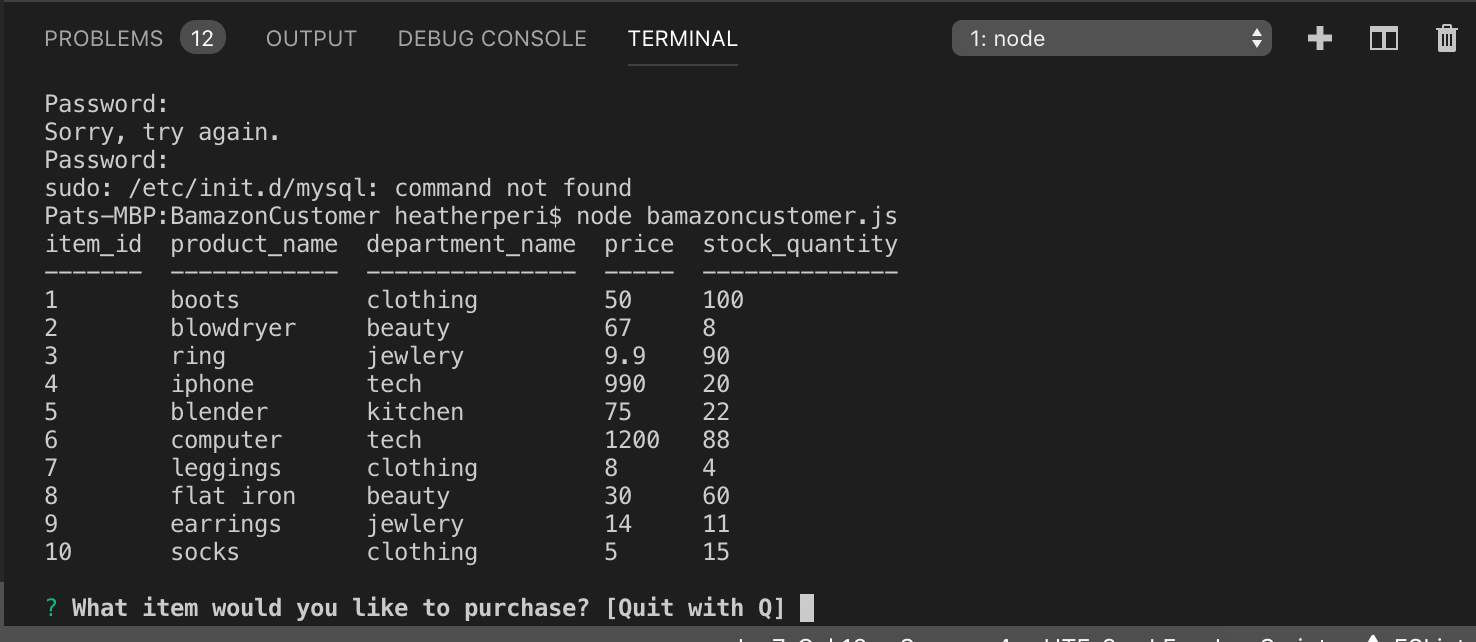 PROBLEMS 12 OUTPUT DEBUG CONSOLE TERMINAL 1: node
Password:
Sorry, try again.
Password:
sudo: /etc/init.d/mysql: command not found
Pats-MBP:BamazonCustomer heatherperi$ node bamazoncustomer.js
item_id product_name department_name price stock_quantity
------- ------------ --------------- ----- --------------
1 boots clothing 50 100
2 blowdryer beauty 67 8
3 ring jewlery 9.9 90
4 iphone tech 990 20
5 blender kitchen 75 22
6 computer tech 1200 88
7 leggings clothing 8 4
8 flat iron beauty 30 60
9 earrings jewlery 14 11
10 socks clothing 5 15
? What item would you like to purchase? [Quit with Q]